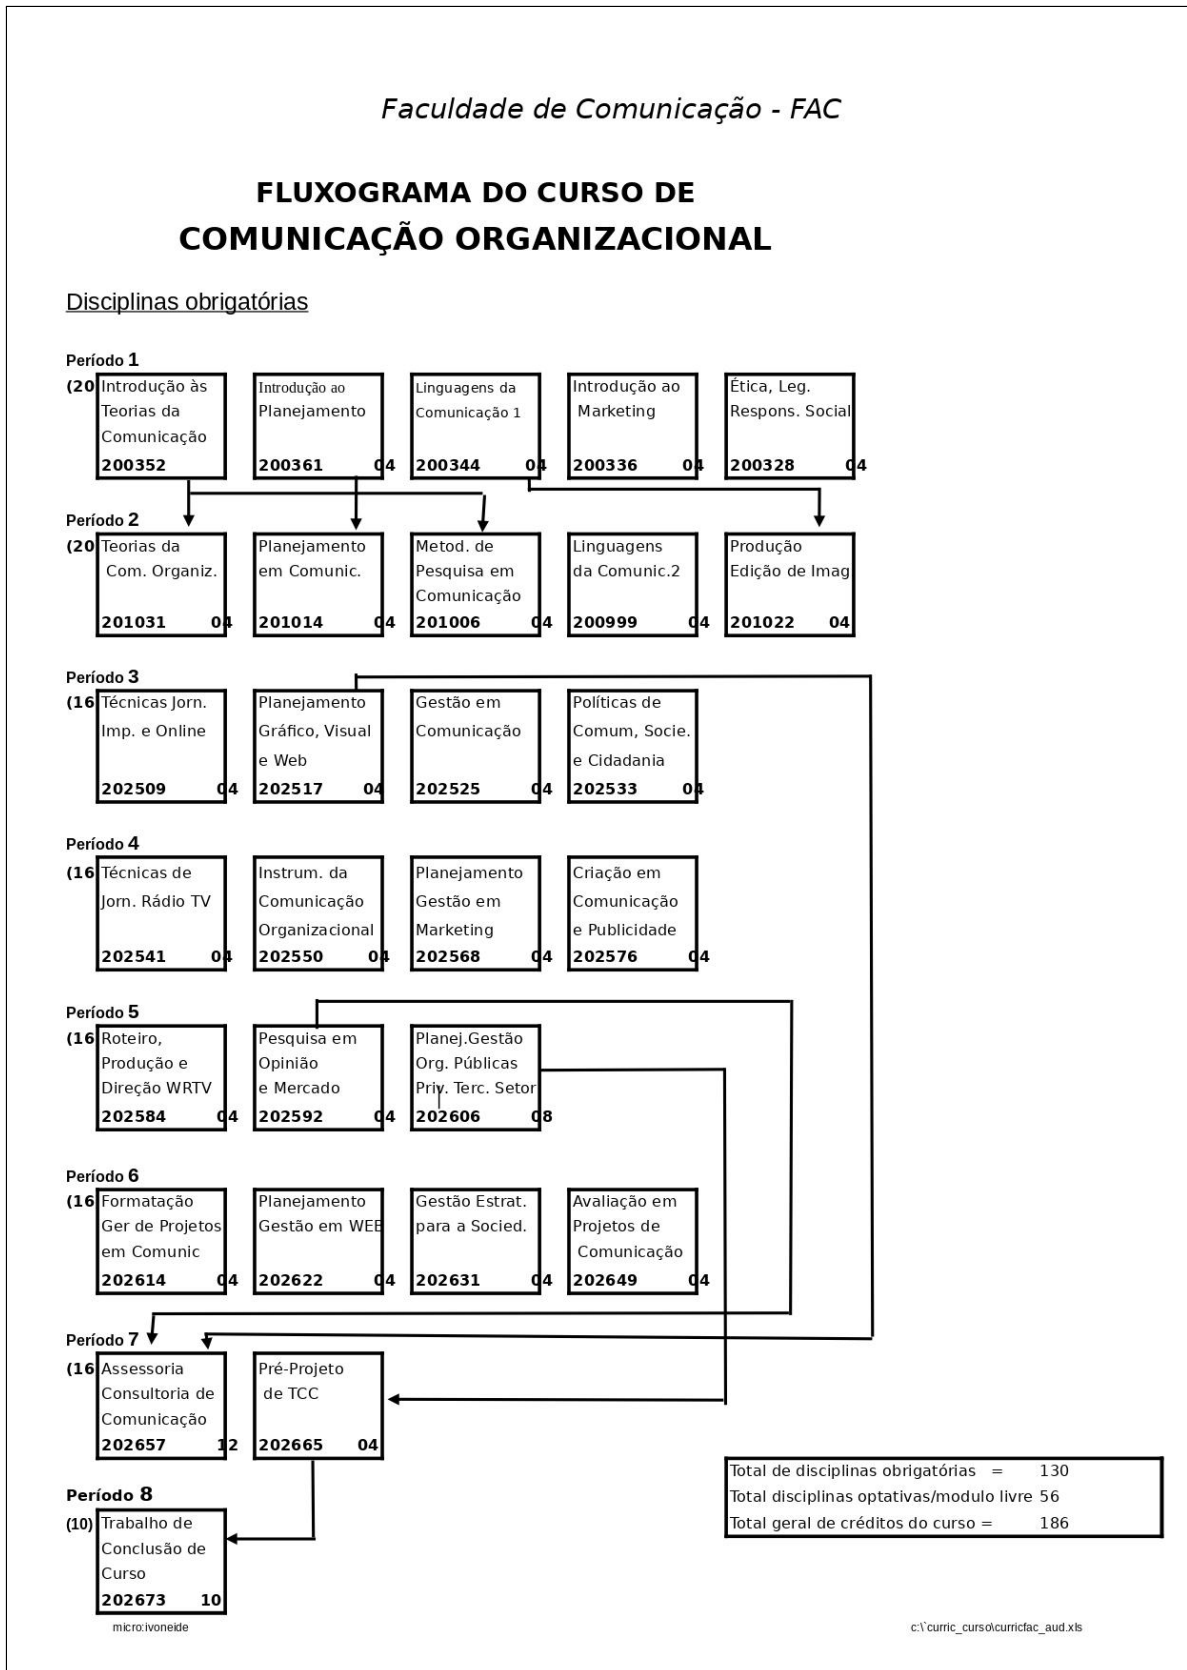 Faculdade de Comunicação - FAC
FLUXOGRAMA DO CURSO DE
COMUNICAÇÃO ORGANIZACIONAL
Disciplinas obrigatórias
Período 1
(20
Introdução às
Teorias da
Comunicação
200352
Introdução ao
Planejamento
200361 04
Linguagens da
Comunicação 1
200344 04
Introdução ao
Marketing
200336 04
Ética, Leg.
Respons. Social
200328 04
Período 2
(20
Teorias da
Com. Organiz.
201031 04
Planejamento
em Comunic.
201014 04
Metod. de
Pesquisa em
Comunicação
201006 04
Linguagens
da Comunic.2
200999 04
Produção
Edição de Imag
201022 04
Período 3
(16
Técnicas Jorn.
Imp. e Online
202509 04
Planejamento
Gráfico, Visual
e Web
202517 04
Gestão em
Comunicação
202525 04
Políticas de
Comum, Socie.
e Cidadania
202533 04
Período 4
(16
Técnicas de
Jorn. Rádio TV
202541 04
Instrum. da
Comunicação
Organizacional
202550 04
Planejamento
Gestão em
Marketing
202568 04
Criação em
Comunicação
e Publicidade
202576 04
Período 5
(16
Roteiro,
Produção e
Direção WRTV
202584 04
Pesquisa em
Opinião
e Mercado
202592 04
Planej.Gestão
Org. Públicas
Priv. Terc. Setor
202606 08
Período 6
(16
Formatação
Ger de Projetos
em Comunic
202614 04
Planejamento
Gestão em WEB
202622 04
Gestão Estrat.
para a Socied.
202631 04
Avaliação em
Projetos de
Comunicação
202649 04
Período 7
(16
Assessoria
Consultoria de
Comunicação
202657 12
Pré-Projeto
de TCC
202665 04
Total de disciplinas obrigatórias = 130
Total disciplinas optativas/modulo livre 56
Total geral de créditos do curso = 186
Período 8
(10)
Trabalho de
Conclusão de
Curso
202673 10
micro:ivoneide
c:\`curric_curso\curricfac_aud.xls